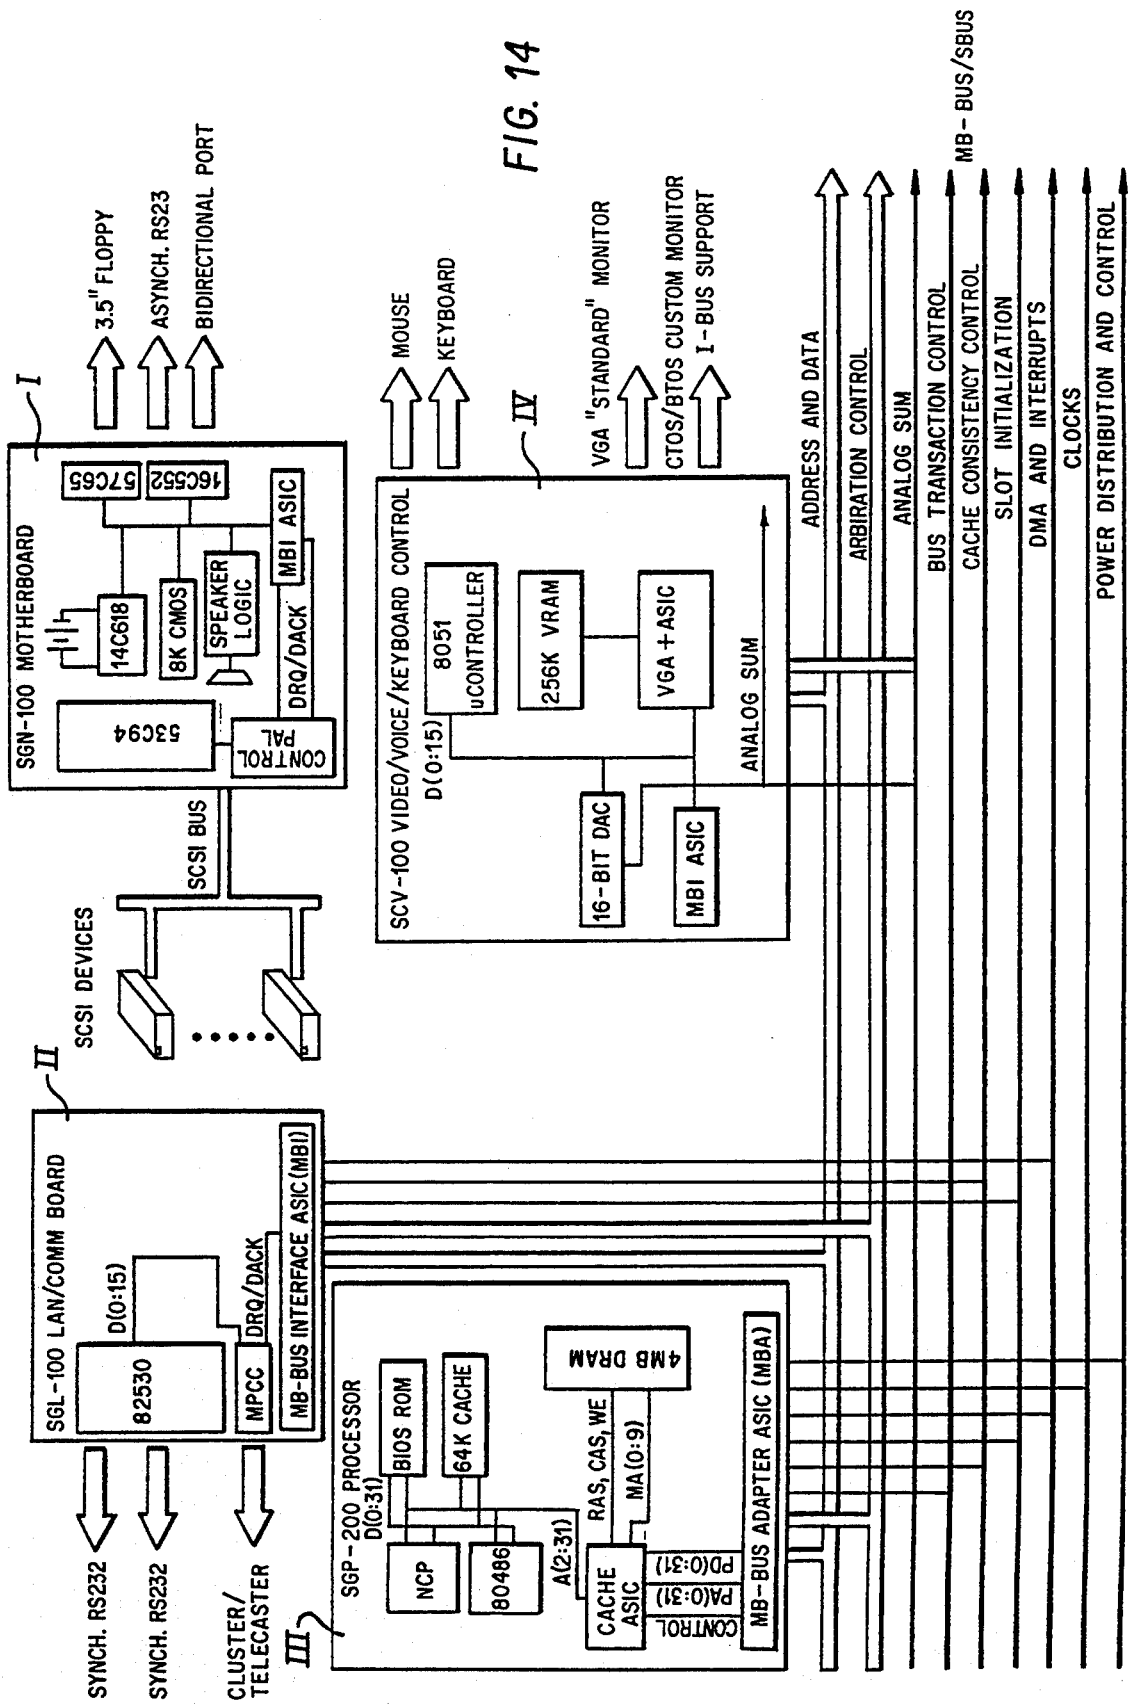 FIG. 14
I
SGN-100 MOTHERBOARD
53C94
CONTROL
PAL
14C618
8K CMOS
SPEAKER
LOGIC
DRQ/DACK
57C65
16C552
MBI ASIC
3.5" FLOPPY
ASYNCH. RS23
BIDIRECTIONAL PORT
SCSI BUS
SCSI DEVICES
II
SGL-100 LAN/COMM BOARD
82530
D(0:15)
MPCC
DRQ/DACK
MB-BUS INTERFACE ASIC(MBI)
SYNCH. RS232
SYNCH. RS232
CLUSTER/
TELECASTER
III
SGP-200 PROCESSOR
D(0:31)
NCP
BIOS ROM
80486
64K CACHE
A(2:31)
CACHE
ASIC
RAS, CAS, WE
MA(0:9)
4MB DRAM
CONTROL
PA(0:31)
PD(0:31)
MB-BUS ADAPTER ASIC (MBA)
IV
SCV-100 VIDEO/VOICE/KEYBOARD CONTROL
D(0:15)
8051
uCONTROLLER
256K VRAM
16-BIT DAC
VGA+ASIC
MBI ASIC
ANALOG SUM
MOUSE
KEYBOARD
VGA "STANDARD" MONITOR
CTOS/BTOS CUSTOM MONITOR
I-BUS SUPPORT
ADDRESS AND DATA
ARBIRATION CONTROL
ANALOG SUM
BUS TRANSACTION CONTROL
MB-BUS/SBUS
CACHE CONSISTENCY CONTROL
SLOT INITIALIZATION
DMA AND INTERRUPTS
CLOCKS
POWER DISTRIBUTION AND CONTROL